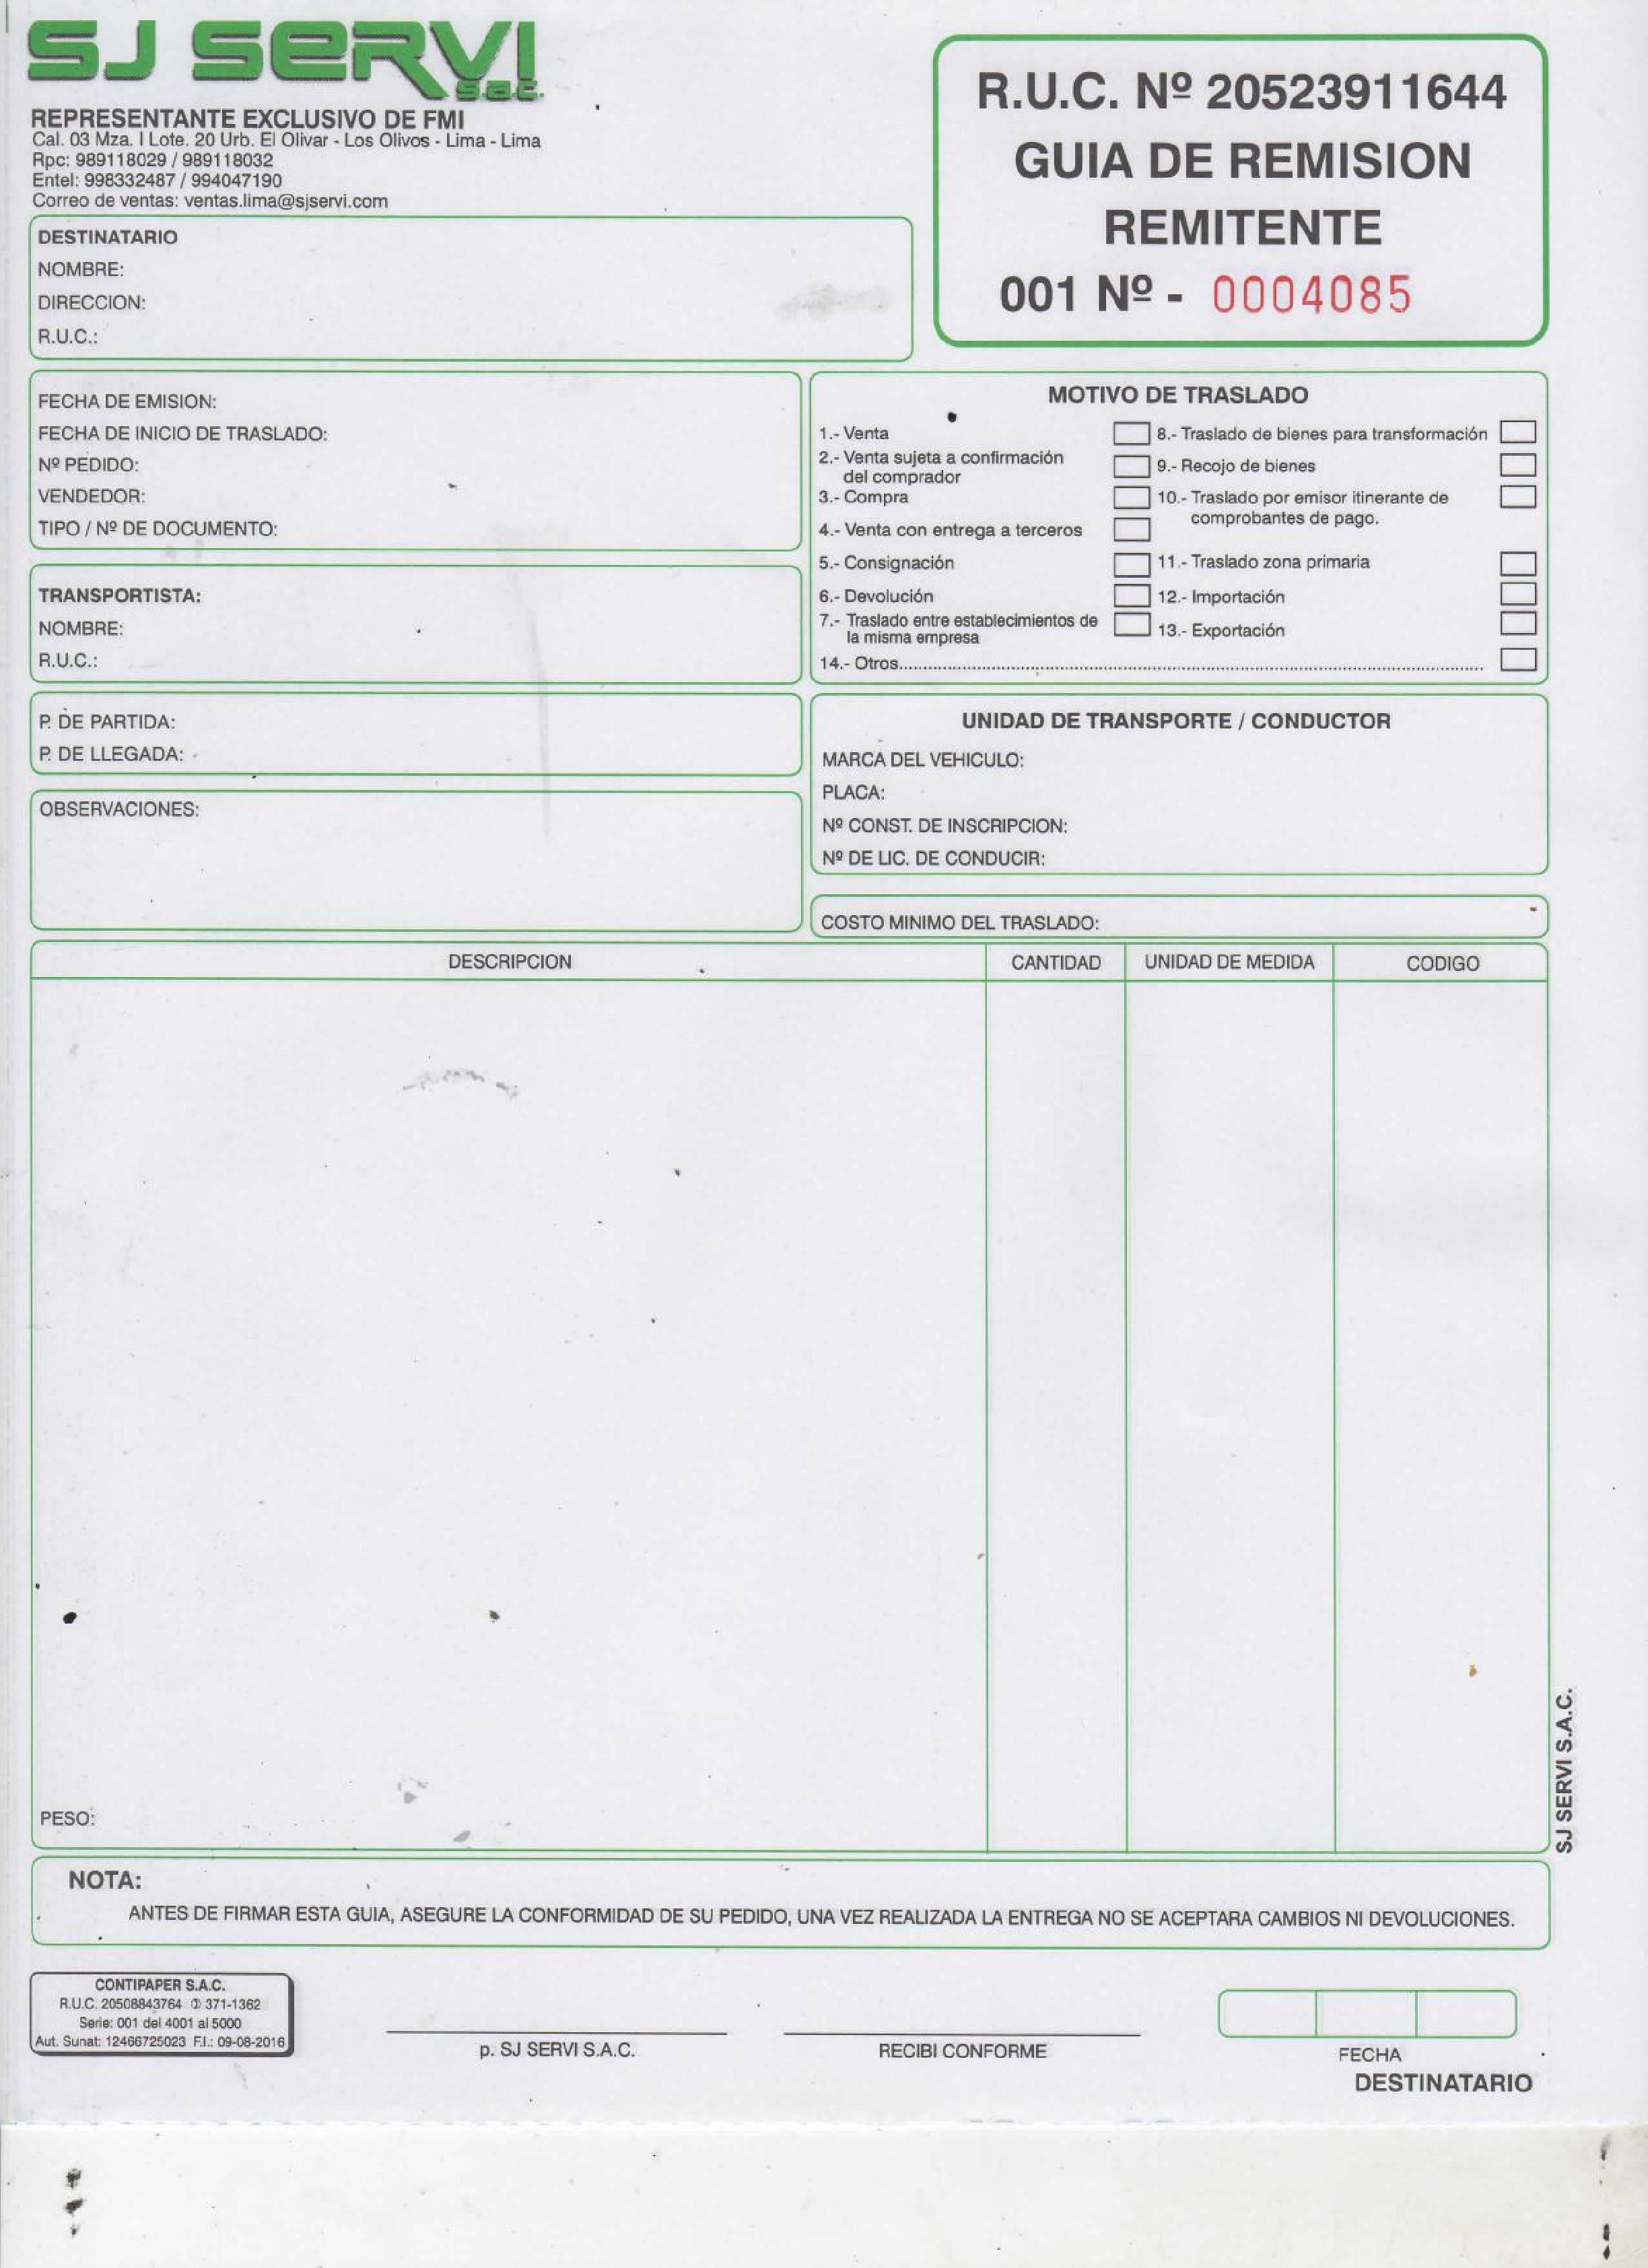 SJ SERVI
s.a.c.
REPRESENTANTE EXCLUSIVO DE FMI
Cal. 03 Mza. I Lote. 20 Urb. El Olivar - Los Olivos - Lima - Lima
Rpc: 989118029 / 989118032
Entel: 998332487 / 994047190
Correo de ventas: ventas.lima@sjservi.com
R.U.C. Nº 20523911644
GUIA DE REMISION
REMITENTE
001 Nº - 0004085
DESTINATARIO
NOMBRE:
DIRECCION:
R.U.C.:
FECHA DE EMISION:
FECHA DE INICIO DE TRASLADO:
Nº PEDIDO:
VENDEDOR:
TIPO / Nº DE DOCUMENTO:
TRANSPORTISTA:
NOMBRE:
R.U.C.:
P. DE PARTIDA:
P. DE LLEGADA:
OBSERVACIONES:
MOTIVO DE TRASLADO
1.- Venta
2.- Venta sujeta a confirmación
del comprador
3.- Compra
4.- Venta con entrega a terceros
5.- Consignación
6.- Devolución
7.- Traslado entre establecimientos de
la misma empresa
8.- Traslado de bienes para transformación
9.- Recojo de bienes
10.- Traslado por emisor itinerante de
comprobantes de pago.
11.- Traslado zona primaria
12.- Importación
13.- Exportación
14.- Otros
UNIDAD DE TRANSPORTE / CONDUCTOR
MARCA DEL VEHICULO:
PLACA:
Nº CONST. DE INSCRIPCION:
Nº DE LIC. DE CONDUCIR:
COSTO MINIMO DEL TRASLADO:
DESCRIPCION CANTIDAD UNIDAD DE MEDIDA CODIGO
PESO:
SJ SERVI S.A.C.
NOTA:
ANTES DE FIRMAR ESTA GUIA, ASEGURE LA CONFORMIDAD DE SU PEDIDO, UNA VEZ REALIZADA LA ENTREGA NO SE ACEPTARA CAMBIOS NI DEVOLUCIONES.
CONTIPAPER S.A.C.
R.U.C. 20508843764 371-1362
Serie: 001 del 4001 al 5000
Aut. Sunat: 12466725023 F.I.: 09-08-2016
p. SJ SERVI S.A.C.
RECIBI CONFORME
FECHA
DESTINATARIO